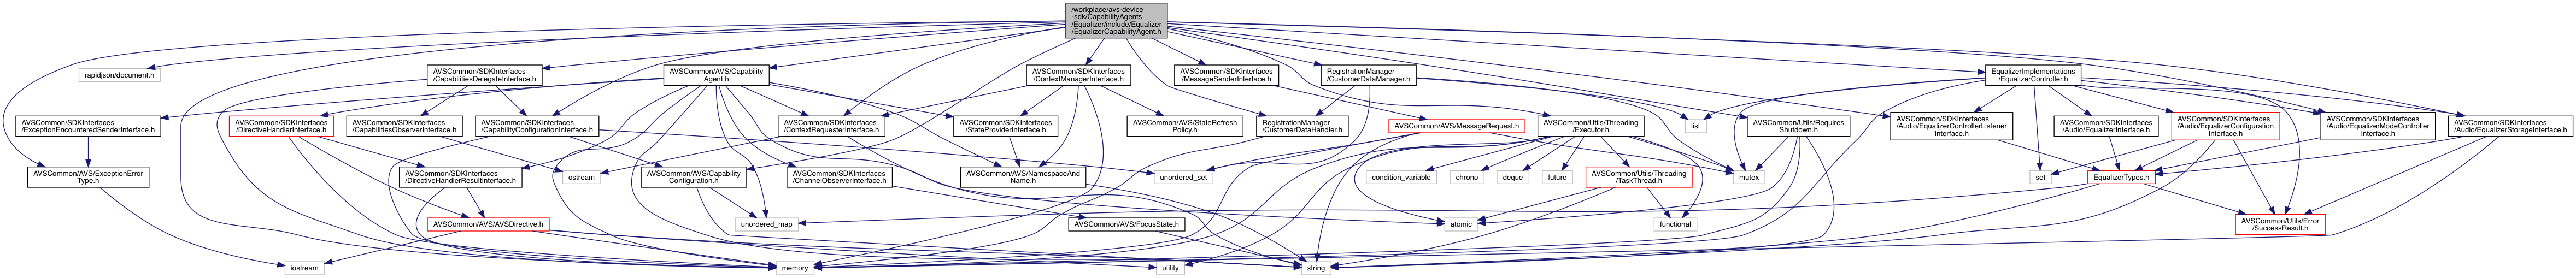 /workplace/avs-device
-sdk/CapabilityAgents
/Equalizer/include/Equalizer
/EqualizerCapabilityAgent.h
rapidjson/document.h
AVSCommon/SDKInterfaces
/CapabilitiesDelegateInterface.h
AVSCommon/AVS/Capability
Agent.h
AVSCommon/SDKInterfaces
/ContextManagerInterface.h
AVSCommon/SDKInterfaces
/MessageSenderInterface.h
RegistrationManager
/CustomerDataManager.h
EqualizerImplementations
/EqualizerController.h
AVSCommon/SDKInterfaces
/ExceptionEncounteredSenderInterface.h
AVSCommon/SDKInterfaces
/DirectiveHandlerInterface.h
AVSCommon/SDKInterfaces
/CapabilitiesObserverInterface.h
AVSCommon/SDKInterfaces
/CapabilityConfigurationInterface.h
AVSCommon/SDKInterfaces
/ContextRequesterInterface.h
AVSCommon/SDKInterfaces
/StateProviderInterface.h
AVSCommon/AVS/StateRefresh
Policy.h
RegistrationManager
/CustomerDataHandler.h
AVSCommon/AVS/MessageRequest.h
AVSCommon/Utils/Threading
/Executor.h
list
AVSCommon/Utils/Requires
Shutdown.h
AVSCommon/SDKInterfaces
/Audio/EqualizerControllerListener
Interface.h
AVSCommon/SDKInterfaces
/Audio/EqualizerInterface.h
AVSCommon/SDKInterfaces
/Audio/EqualizerConfiguration
Interface.h
AVSCommon/SDKInterfaces
/Audio/EqualizerModeController
Interface.h
AVSCommon/SDKInterfaces
/Audio/EqualizerStorageInterface.h
AVSCommon/AVS/ExceptionError
Type.h
AVSCommon/SDKInterfaces
/DirectiveHandlerResultInterface.h
ostream
AVSCommon/AVS/Capability
Configuration.h
AVSCommon/SDKInterfaces
/ChannelObserverInterface.h
AVSCommon/AVS/NamespaceAnd
Name.h
unordered_set
condition_variable
chrono
deque
future
AVSCommon/Utils/Threading
/TaskThread.h
mutex
set
EqualizerTypes.h
AVSCommon/AVS/AVSDirective.h
unordered_map
AVSCommon/AVS/FocusState.h
atomic
functional
AVSCommon/Utils/Error
/SuccessResult.h
iostream
memory
utility
string